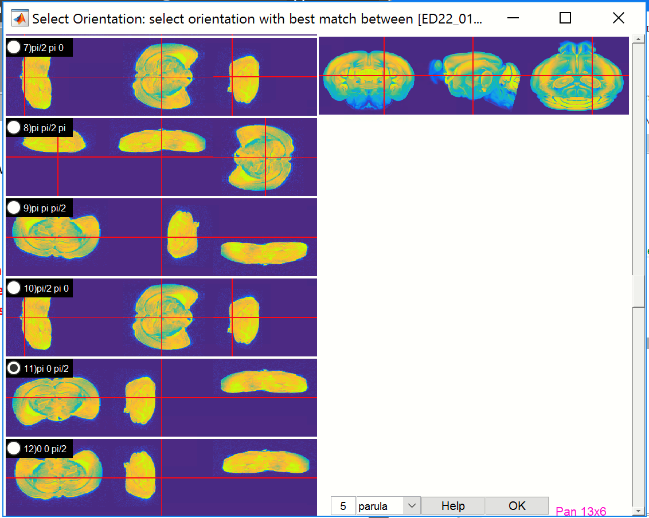 Select Orientation: select orientation with best match between [ED22_01...
7)pi/2 pi 0
8)pi pi/2 pi
9)pi pi pi/2
10)pi/2 pi 0
11)pi 0 pi/2
12)0 0 pi/2
5 parula Help OK
Pan 13x6